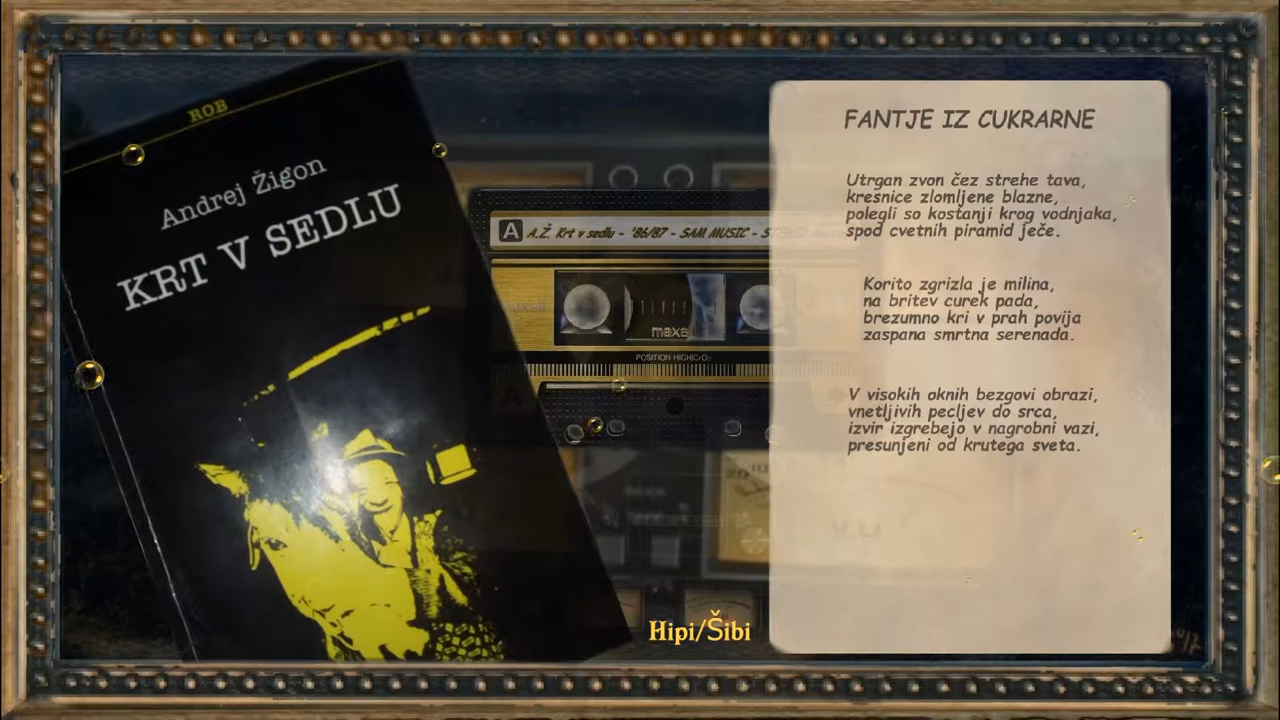 ROB
Andrej Žigon
KRT V SEDLU
A A.Ž. Krt v sedlu - '86/87 - SAM MUSIC -
maxe
POSITION HIGH(CrO₂
Hipi/Šibi
FANTJE IZ CUKRARNE
Utrgan zvon čez strehe tava,
kresnice zlomljene blazne,
polegli so kostanji krog vodnjaka,
spod cvetnih piramid ječe.
Korito zgrizla je milina,
na britev curek pada,
brezumno kri v prah povija
zaspana smrtna serenada.
V visokih oknih bezgovi obrazi,
vnetljivih pecljev do srca,
izvir izgrebejo v nagrobni vazi,
presunjeni od krutega sveta.